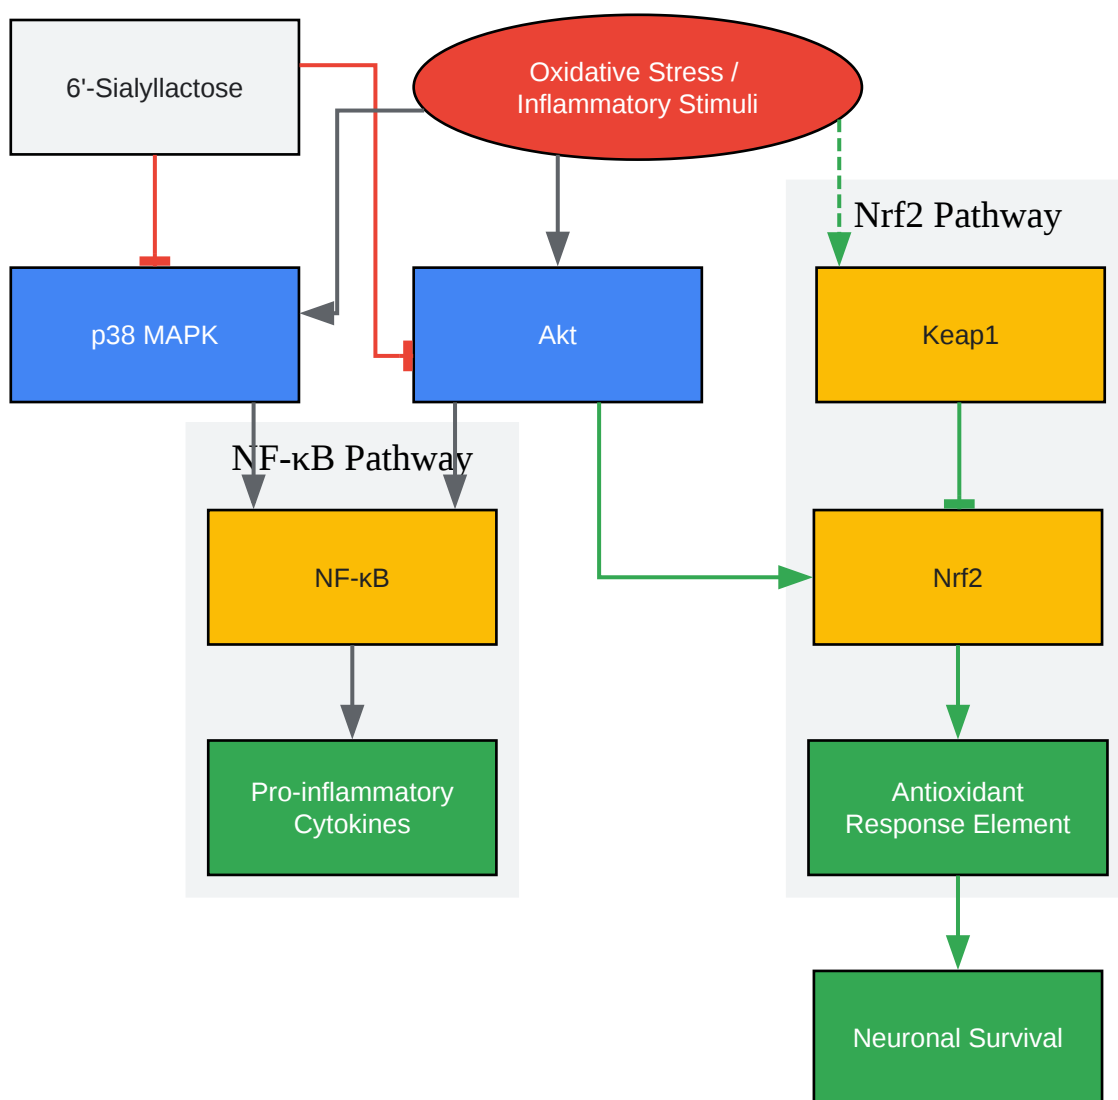 6'-Sialyllactose
Oxidative Stress /
Inflammatory Stimuli
Nrf2 Pathway
p38 MAPK
Akt
Keap1
NF-κB Pathway
NF-κB
Nrf2
Pro-inflammatory
Cytokines
Antioxidant
Response Element
Neuronal Survival